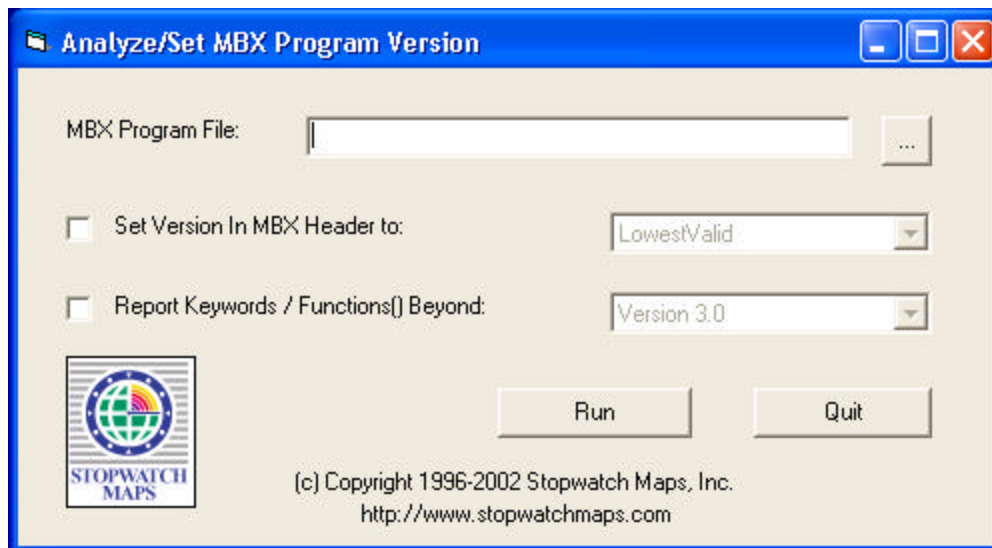 Analyze/Set MBX Program Version
MBX Program File:
...
Set Version In MBX Header to:
LowestValid
Report Keywords / Functions() Beyond:
Version 3.0
Run
Quit
STOPWATCH
MAPS
(c) Copyright 1996-2002 Stopwatch Maps, Inc.
http://www.stopwatchmaps.com